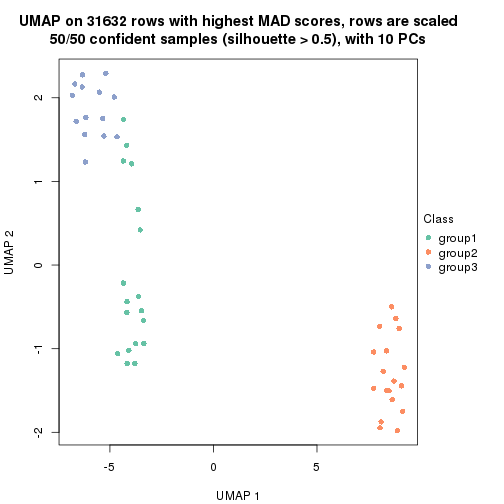 UMAP on 31632 rows with highest MAD scores, rows are scaled
50/50 confident samples (silhouette > 0.5), with 10 PCs
2
1
0
-1
-2
UMAP 2
-5
0
5
UMAP 1
Class
group1
group2
group3